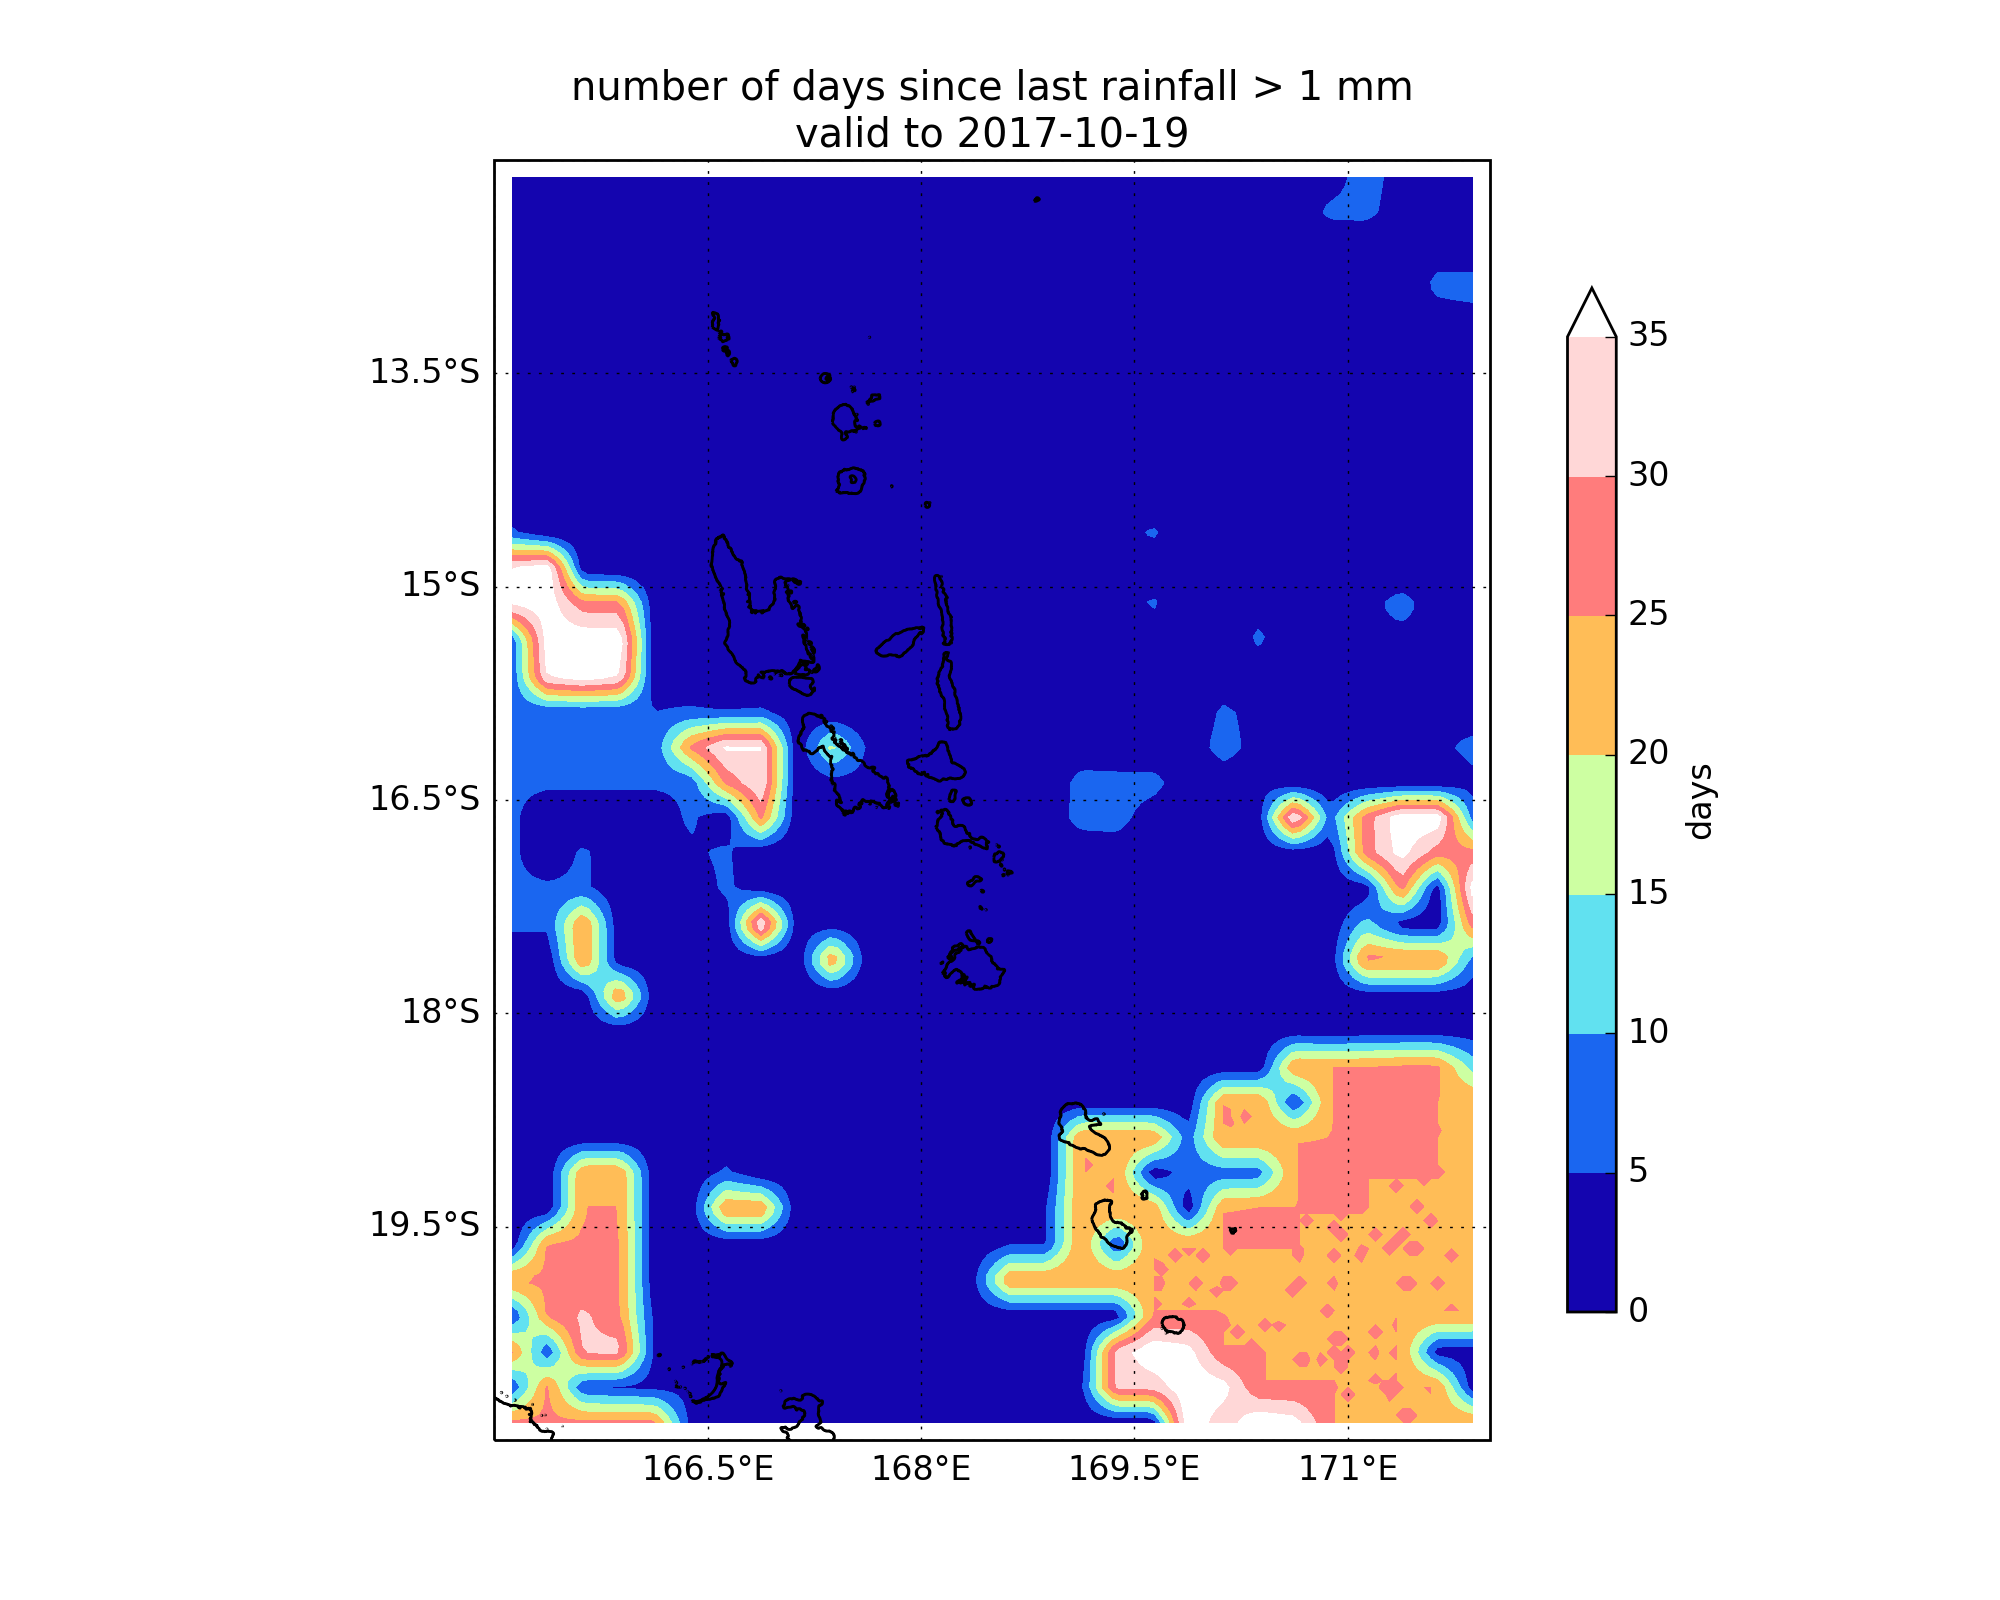 number of days since last rainfall > 1 mm
valid to 2017-10-19
13.5°S
15°S
16.5°S
18°S
19.5°S
166.5°E
168°E
169.5°E
171°E
35
30
25
20
15
10
5
0
days